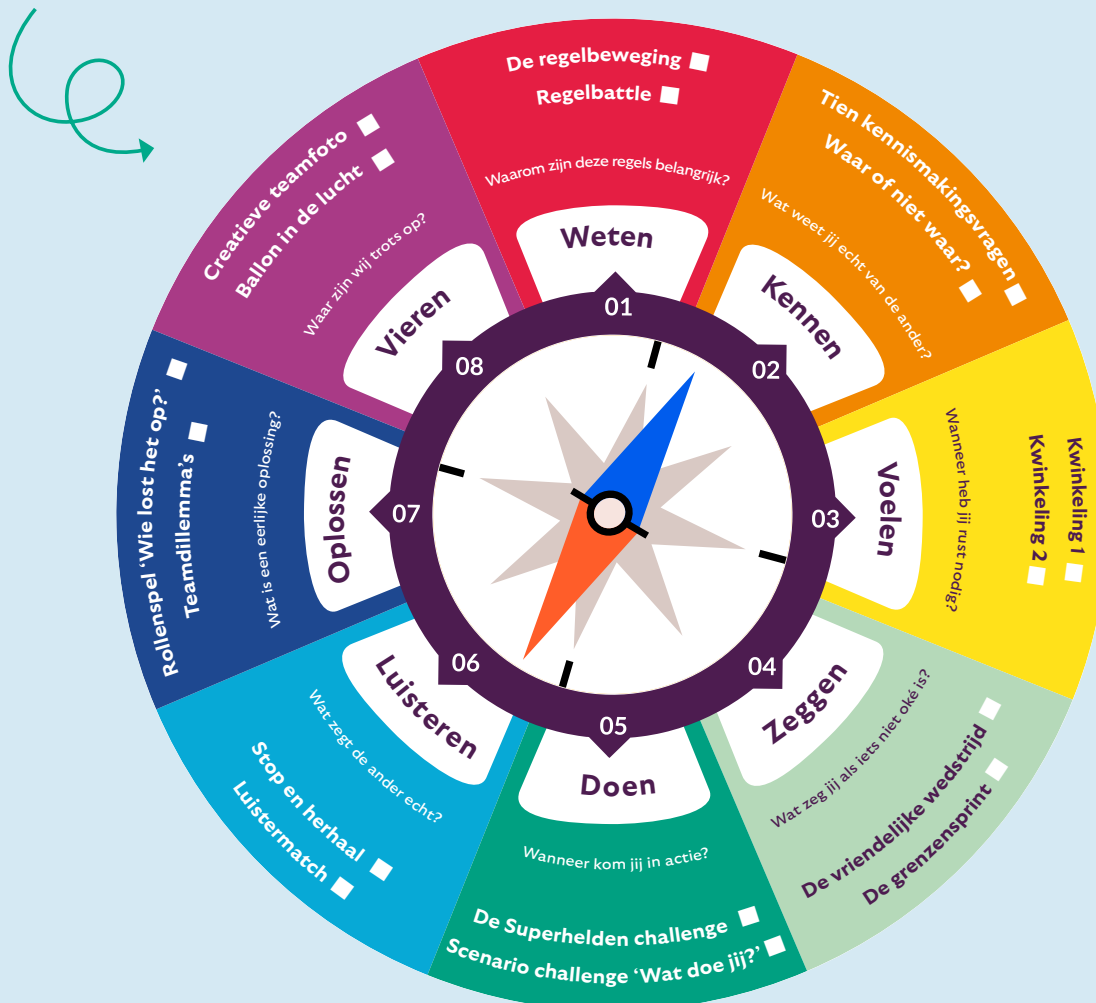 De regelbeweging
Regelbattle
Waarom zijn deze regels belangrijk?
Weten
01
Tien kennismakingsvragen
Waar of niet waar?
Wat weet jij echt van de ander?
Kennen
02
Kwinkeling 1
Kwinkeling 2
Wanneer heb jij rust nodig?
Voelen
03
Zeggen
04
Wat zeg jij als iets niet oké is?
De vriendelijke wedstrijd
De grenzensprint
05
Doen
Wanneer kom jij in actie?
De Superhelden challenge
Scenario challenge ‘Wat doe jij?’
06
Luisteren
Wat zegt de ander echt?
Stop en herhaal
Luistermatch
Rollenspel ‘Wie lost het op?’
Teamdillemma's
Wat is een eerlijke oplossing?
Oplossen
07
Creatieve teamfoto
Ballon in de lucht
Waar zijn wij trots op?
Vieren
08